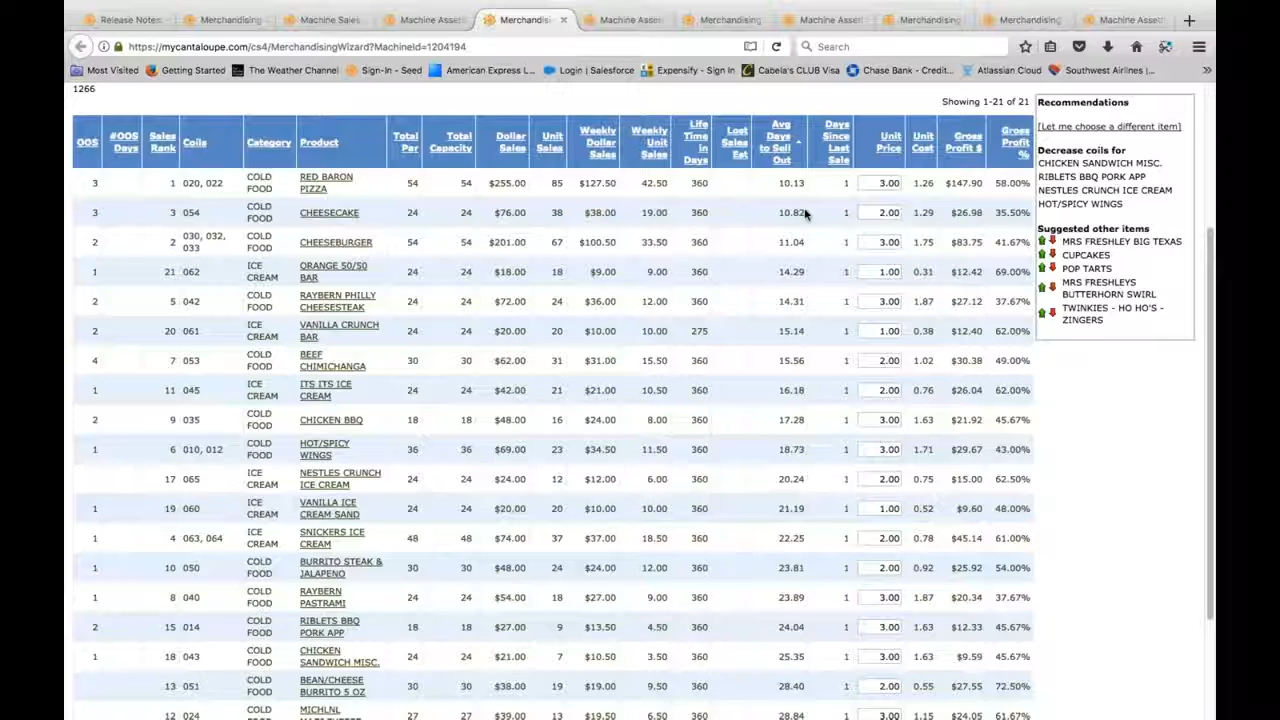 Release Notes: Merchandising Machine Sales Machine Asset Merchandisi Machine Asset Merchandising Machine Asset Merchandising Merchandising Machine Asset
https://mycantaloupe.com/cs4/MerchandisingWizard?MachineId=1204194 Search
Most Visited Getting Started The Weather Channel Sign-In - Seed American Express L... Login | Salesforce Expensify - Sign In Cabela's CLUB Visa Chase Bank - Credit... Atlassian Cloud Southwest Airlines |... »
1266
Showing 1-21 of 21
OOS #OOS Days Sales Rank Coils Category Product Total Par Total Capacity Dollar Sales Unit Sales Weekly Dollar Sales Weekly Unit Sales Life Time in Days Lost Sales Est Avg Days to Sell Out Days Since Last Sale Unit Price Unit Cost Gross Profit $ Gross Profit %
3 1 020, 022 COLD FOOD RED BARON PIZZA 54 54 $255.00 85 $127.50 42.50 360 10.13 1 3.00 1.26 $147.90 58.00%
3 3 054 COLD FOOD CHEESECAKE 24 24 $76.00 38 $38.00 19.00 360 10.82 1 2.00 1.29 $26.98 35.50%
2 2 030, 032, 033 COLD FOOD CHEESEBURGER 54 54 $201.00 67 $100.50 33.50 360 11.04 1 3.00 1.75 $83.75 41.67%
1 21 062 ICE CREAM ORANGE 50/50 BAR 24 24 $18.00 18 $9.00 9.00 360 14.29 1 1.00 0.31 $12.42 69.00%
2 5 042 COLD FOOD RAYBERN PHILLY CHEESESTEAK 24 24 $72.00 24 $36.00 12.00 360 14.31 1 3.00 1.87 $27.12 37.67%
2 20 061 ICE CREAM VANILLA CRUNCH BAR 24 24 $20.00 20 $10.00 10.00 275 15.14 1 1.00 0.38 $12.40 62.00%
4 7 053 COLD FOOD BEEF CHIMICHANGA 30 30 $62.00 31 $31.00 15.50 360 15.56 1 2.00 1.02 $30.38 49.00%
1 11 045 COLD FOOD ITS ITS ICE CREAM 24 24 $42.00 21 $21.00 10.50 360 16.18 1 2.00 0.76 $26.04 62.00%
2 9 035 COLD FOOD CHICKEN BBQ 18 18 $48.00 16 $24.00 8.00 360 17.28 1 3.00 1.63 $21.92 45.67%
1 6 010, 012 COLD FOOD HOT/SPICY WINGS 36 36 $69.00 23 $34.50 11.50 360 18.73 1 3.00 1.71 $29.67 43.00%
17 065 ICE CREAM NESTLES CRUNCH ICE CREAM 24 24 $24.00 12 $12.00 6.00 360 20.24 1 2.00 0.75 $15.00 62.50%
1 19 060 ICE CREAM VANILLA ICE CREAM SAND 24 24 $20.00 20 $10.00 10.00 360 21.19 1 1.00 0.52 $9.60 48.00%
1 4 063, 064 ICE CREAM SNICKERS ICE CREAM 48 48 $74.00 37 $37.00 18.50 360 22.25 1 2.00 0.78 $45.14 61.00%
1 10 050 COLD FOOD BURRITO STEAK & JALAPENO 30 30 $48.00 24 $24.00 12.00 360 23.81 1 2.00 0.92 $25.92 54.00%
1 8 040 COLD FOOD RAYBERN PASTRAMI 24 24 $54.00 18 $27.00 9.00 360 23.89 1 3.00 1.87 $20.34 37.67%
2 15 014 COLD FOOD RIBLETS BBQ PORK APP 18 18 $27.00 9 $13.50 4.50 360 24.04 1 3.00 1.63 $12.33 45.67%
1 18 043 COLD FOOD CHICKEN SANDWICH MISC. 24 24 $21.00 7 $10.50 3.50 360 25.35 1 3.00 1.63 $9.59 45.67%
13 051 COLD FOOD BEAN/CHEESE BURRITO 5 OZ 30 30 $38.00 19 $19.00 9.50 360 28.40 1 2.00 0.55 $27.55 72.50%
12 024 COLD MICHLNL 27 27 $39.00 13 $19.50 6.50 360 28.84 1 3.00 1.15 $24.05 61.67%
Recommendations
[Let me choose a different item]
Decrease coils for
CHICKEN SANDWICH MISC.
RIBLETS BBQ PORK APP
NESTLES CRUNCH ICE CREAM
HOT/SPICY WINGS
Suggested other items
MRS FRESHLEY BIG TEXAS
CUPCAKES
POP TARTS
MRS FRESHLEYS
BUTTERHORN SWIRL
TWINKIES - HO HO'S -
ZINGERS